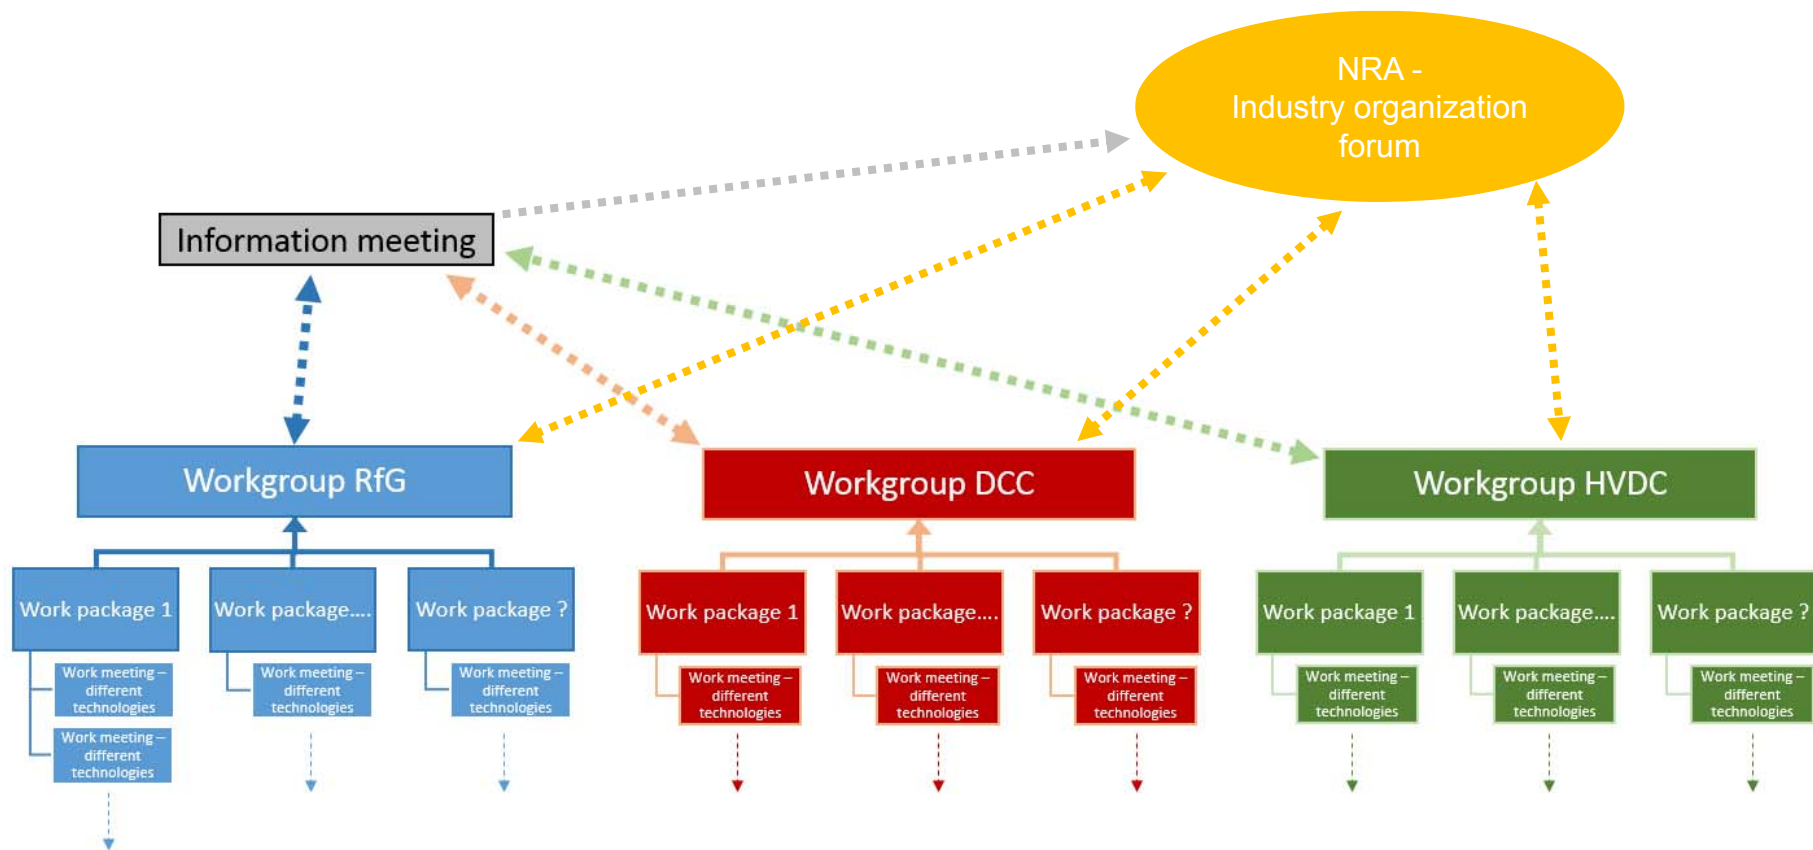 NRA -
Industry organization
forum
Information meeting
Workgroup RfG
Workgroup DCC
Workgroup HVDC
Work package 1
Work package....
Work package ?
Work package 1
Work package....
Work package ?
Work package 1
Work package....
Work package ?
Work meeting –
different
technologies
Work meeting –
different
technologies
Work meeting –
different
technologies
Work meeting –
different
technologies
Work meeting –
different
technologies
Work meeting –
different
technologies
Work meeting –
different
technologies
Work meeting –
different
technologies
Work meeting –
different
technologies
Work meeting –
different
technologies